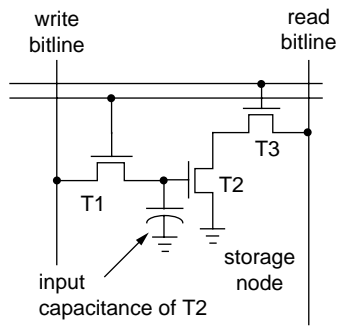 write
bitline
read
bitline
T3
T2
T1
storage
node
input
capacitance of T2